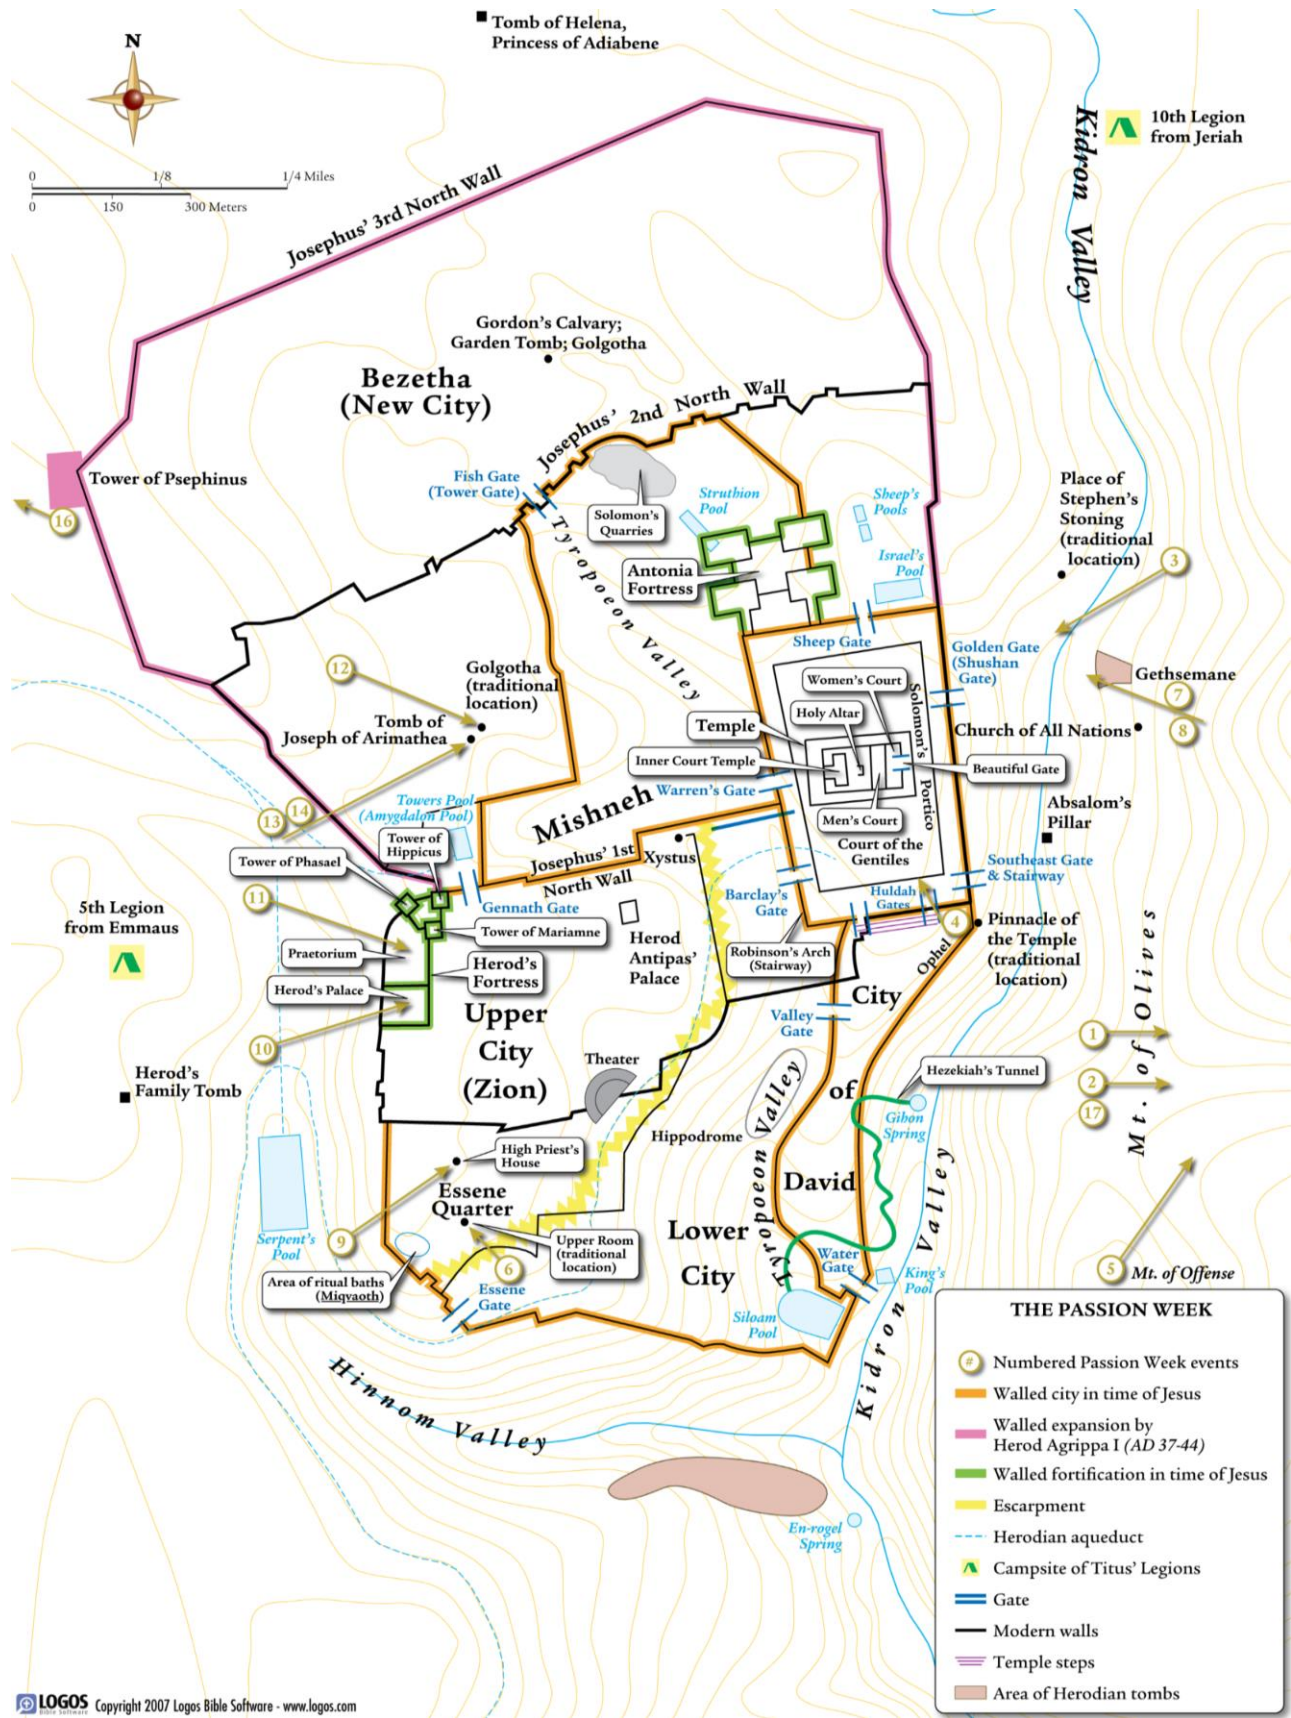 Tomb of Helena,
Princess of Adiabene
N
0 1/8 1/4 Miles
0 150 300 Meters
Kidron Valley
10th Legion
from Jeriah
Josephus' 3rd North Wall
Gordon's Calvary;
Garden Tomb; Golgotha
Bezetha
(New City)
Josephus' 2nd North Wall
Tower of Psephinus
16
Fish Gate
(Tower Gate)
Solomon's
Quarries
Struthion
Pool
Sheep's
Pools
Israel's
Pool
Place of
Stephen's
Stoning
(traditional
location)
3
Tyropoeon Valley
Antonia
Fortress
Sheep Gate
Golden Gate
(Shushan
Gate)
Gethsemane
7
8
Church of All Nations
12
Golgotha
(traditional
location)
Tomb of
Joseph of Arimathea
Women's Court
Holy Altar
Solomon's Portico
Temple
Inner Court Temple
Beautiful Gate
Warren's Gate
Men's Court
Court of the
Gentiles
Absalom's
Pillar
13
14
Towers Pool
(Amygdalon Pool)
Mishneh
Tower of
Hippicus
Tower of Phasael
Josephus' 1st
North Wall
Xystus
Southeast Gate
& Stairway
11
Gennath Gate
Barclay's
Gate
Huldah
Gates
4
5th Legion
from Emmaus
Tower of Mariamne
Praetorium
Herod's
Fortress
Herod
Antipas'
Palace
Robinson's Arch
(Stairway)
Ophel
Pinnacle of
the Temple
(traditional
location)
Herod's Palace
Upper
City
(Zion)
City
of
David
Valley
Gate
Mt. of Olives
1
2
17
10
Herod's
Family Tomb
Theater
Hezekiah's Tunnel
Gihon
Spring
Hippodrome
Tyropoeon Valley
High Priest's
House
Essene
Quarter
Upper Room
(traditional
location)
Lower
City
Kidron Valley
Serpent's
Pool
9
6
Area of ritual baths
(Miqvaoth)
Essene
Gate
Water
Gate
King's
Pool
Siloam
Pool
5
Mt. of Offense
Hinnom Valley
En-rogel
Spring
THE PASSION WEEK
# Numbered Passion Week events
Walled city in time of Jesus
Walled expansion by
Herod Agrippa I (AD 37-44)
Walled fortification in time of Jesus
Escarpment
Herodian aqueduct
Campsite of Titus' Legions
Gate
Modern walls
Temple steps
Area of Herodian tombs
LOGOS
Bible Software
Copyright 2007 Logos Bible Software - www.logos.com